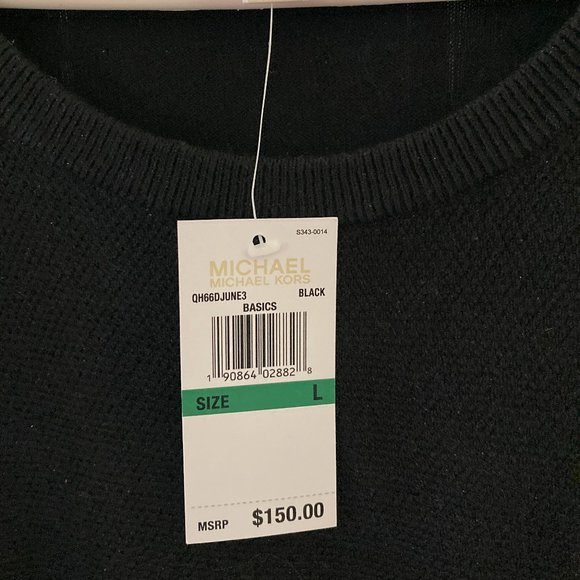 S343-0014
MICHAEL
MICHAEL KORS
QH66DJUNE3 BLACK
BASICS
1 90864 02882 8
SIZE L
MSRP $150.00